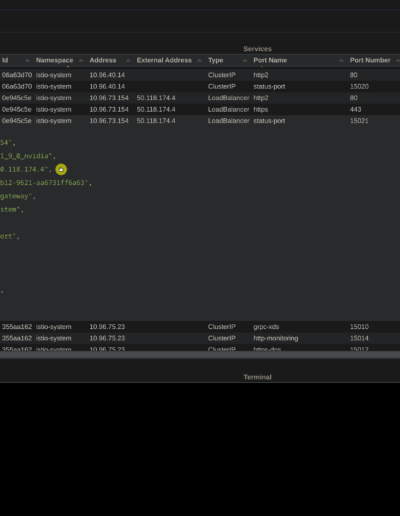 Services
Id Namespace Address External Address Type Port Name Port Number
06a63d70 istio-system 10.96.40.14 ClusterIP http2 80
06a63d70 istio-system 10.96.40.14 ClusterIP status-port 15020
0e945c5e istio-system 10.96.73.154 50.118.174.4 LoadBalancer http2 80
0e945c5e istio-system 10.96.73.154 50.118.174.4 LoadBalancer https 443
0e945c5e istio-system 10.96.73.154 50.118.174.4 LoadBalancer status-port 15021
54",
1_9_8_nvidia",
0.118.174.4",
b12-9621-aa6731ff6a63",
gateway",
stem",
ort",
,
355aa162 istio-system 10.96.75.23 ClusterIP grpc-xds 15010
355aa162 istio-system 10.96.75.23 ClusterIP http-monitoring 15014
355aa162 istio-system 10.96.75.23 ClusterIP https-dns 15012
Terminal